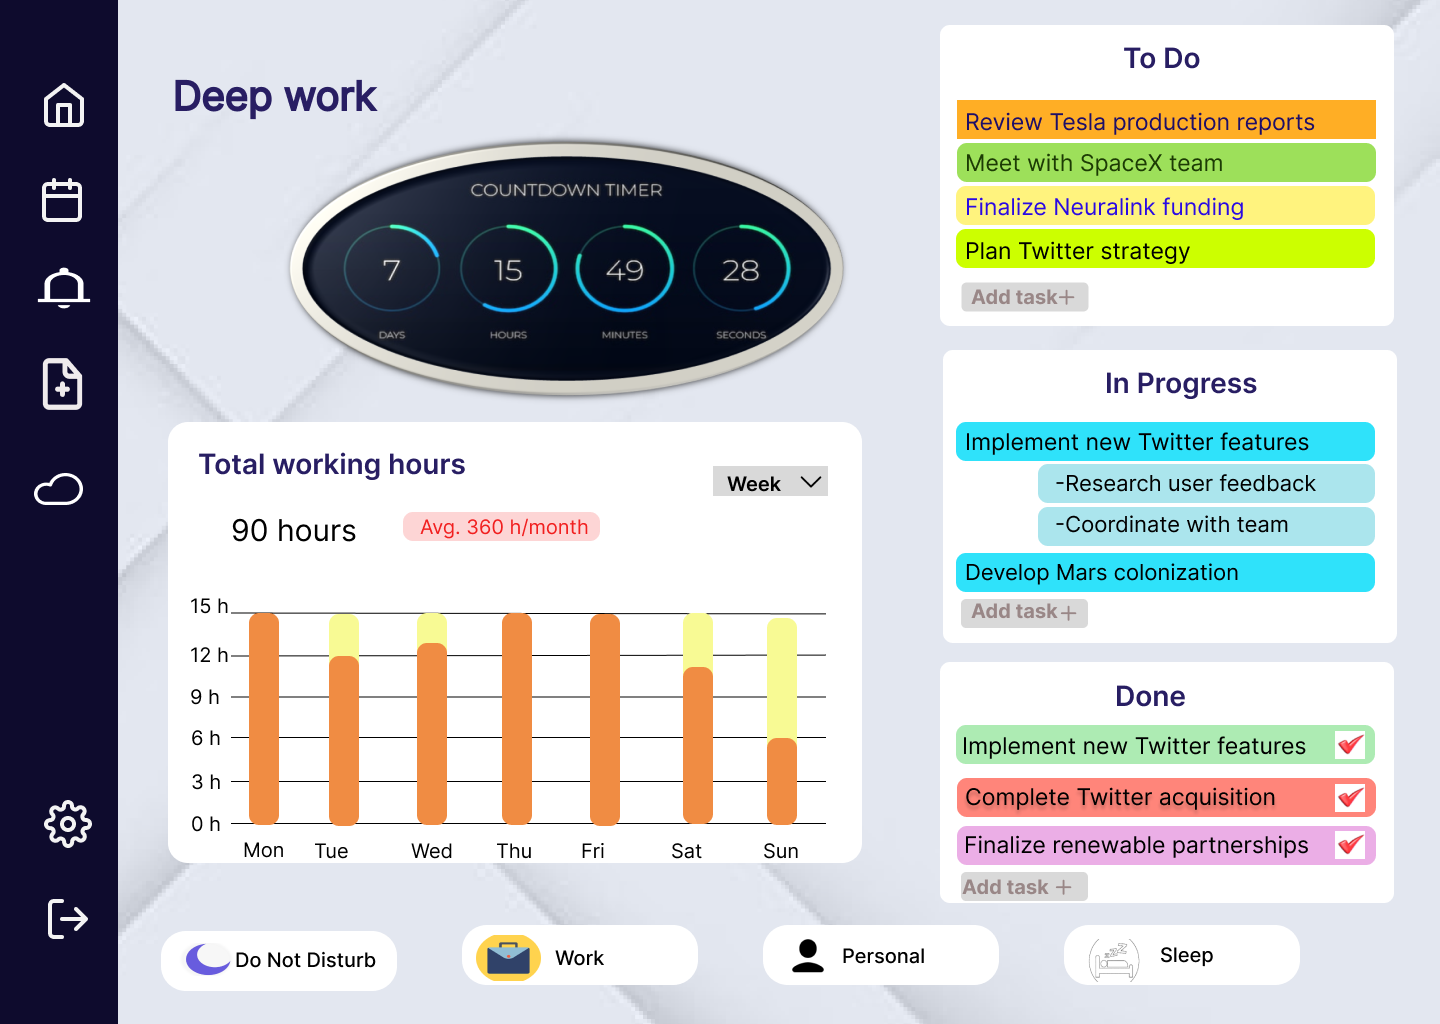 Deep work
COUNTDOWN TIMER
7 15 49 28
DAYS HOURS MINUTES SECONDS
Total working hours
Week
90 hours
Avg. 360 h/month
15 h
12 h
9 h
6 h
3 h
0 h
Mon Tue Wed Thu Fri Sat Sun
To Do
Review Tesla production reports
Meet with SpaceX team
Finalize Neuralink funding
Plan Twitter strategy
Add task+
In Progress
Implement new Twitter features
-Research user feedback
-Coordinate with team
Develop Mars colonization
Add task+
Done
Implement new Twitter features
Complete Twitter acquisition
Finalize renewable partnerships
Add task +
Do Not Disturb
Work
Personal
zzZ
Sleep